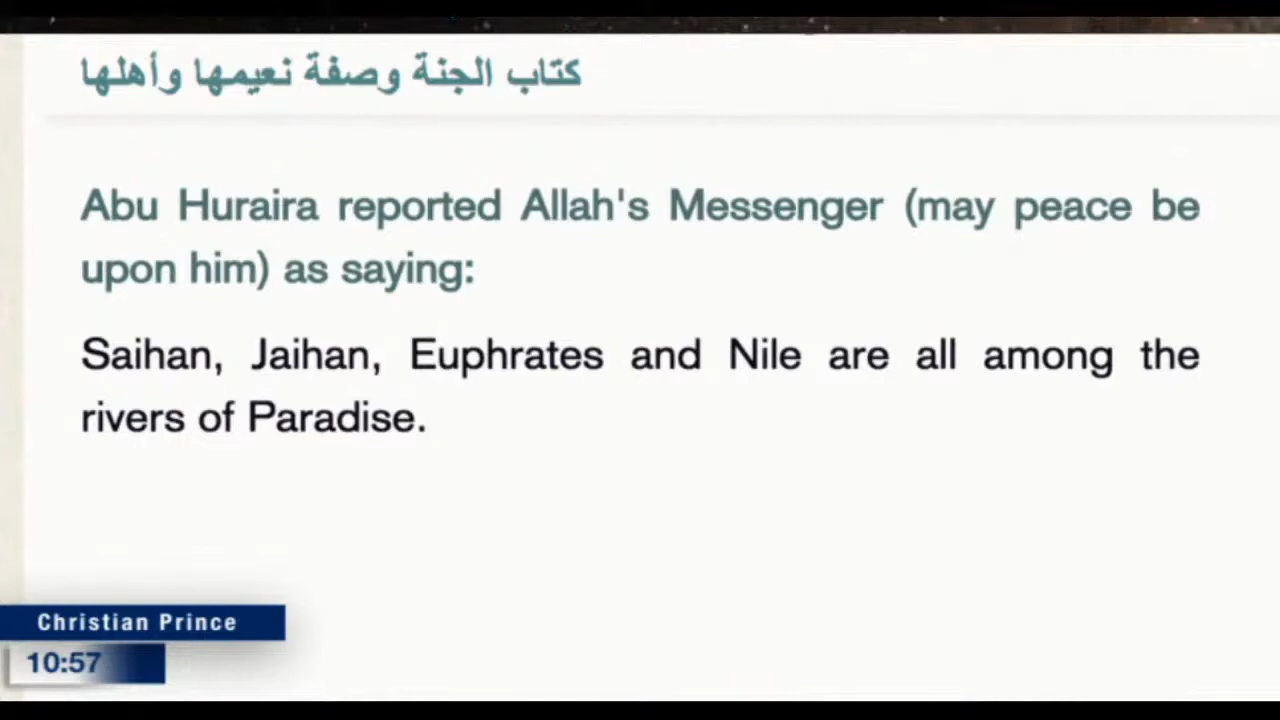 كتاب الجنة وصفة نعيمها وأهلها
Abu Huraira reported Allah's Messenger (may peace be
upon him) as saying:
Saihan, Jaihan, Euphrates and Nile are all among the
rivers of Paradise.
Christian Prince
10:57